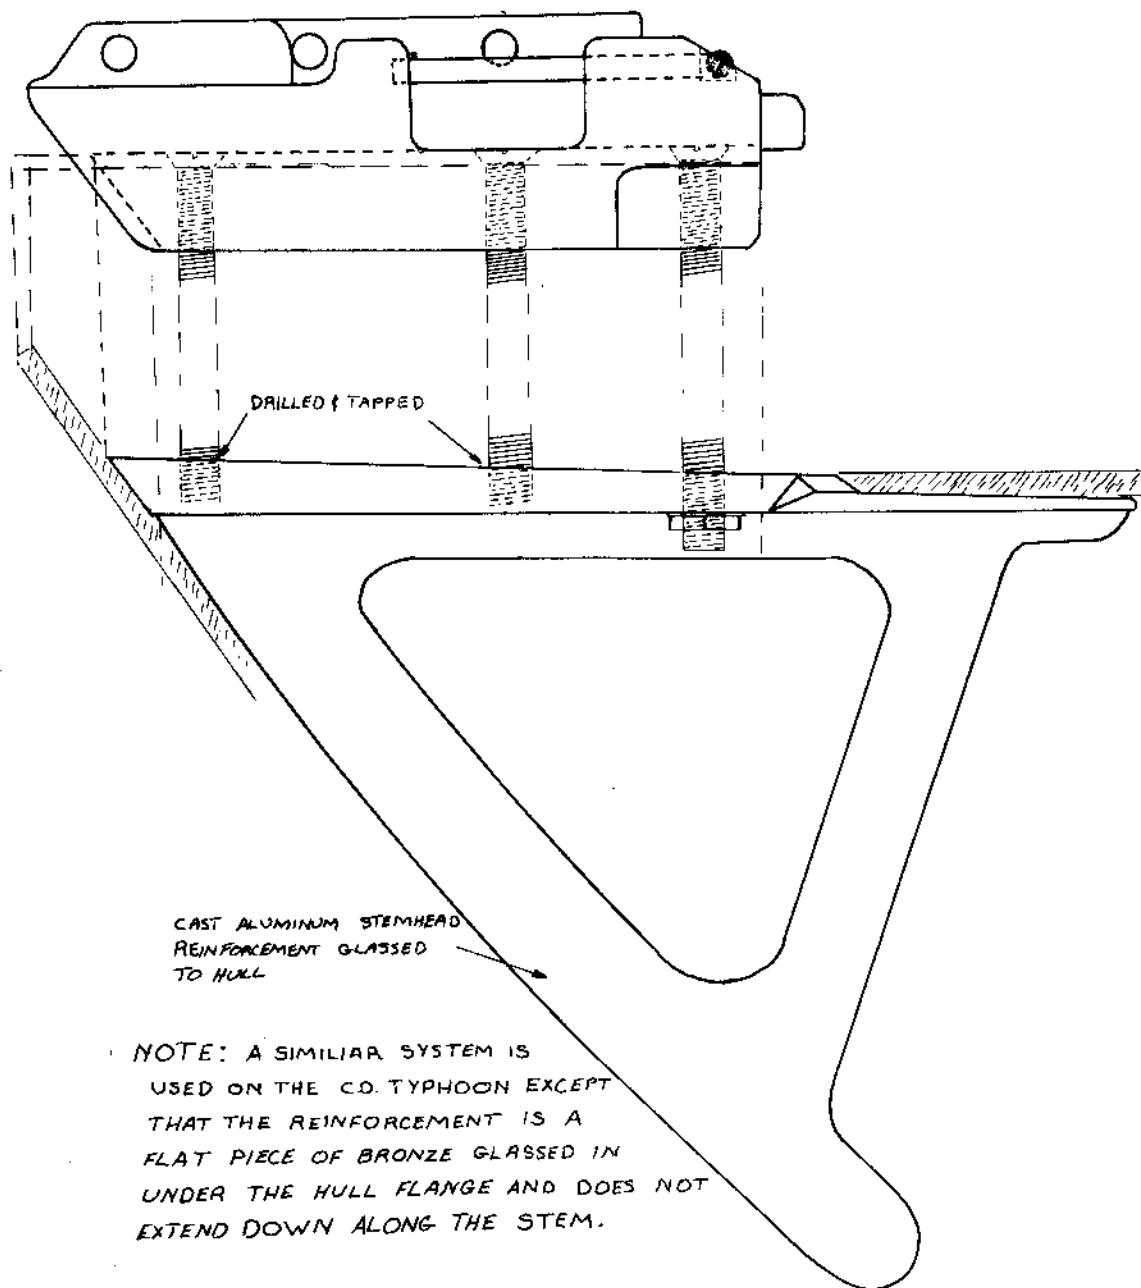 DRILLED & TAPPED
CAST ALUMINUM STEMHEAD
REINFORCEMENT GLASSED
TO HULL
NOTE: A SIMILIAR SYSTEM IS
USED ON THE C.D. TYPHOON EXCEPT
THAT THE REINFORCEMENT IS A
FLAT PIECE OF BRONZE GLASSED IN
UNDER THE HULL FLANGE AND DOES NOT
EXTEND DOWN ALONG THE STEM.